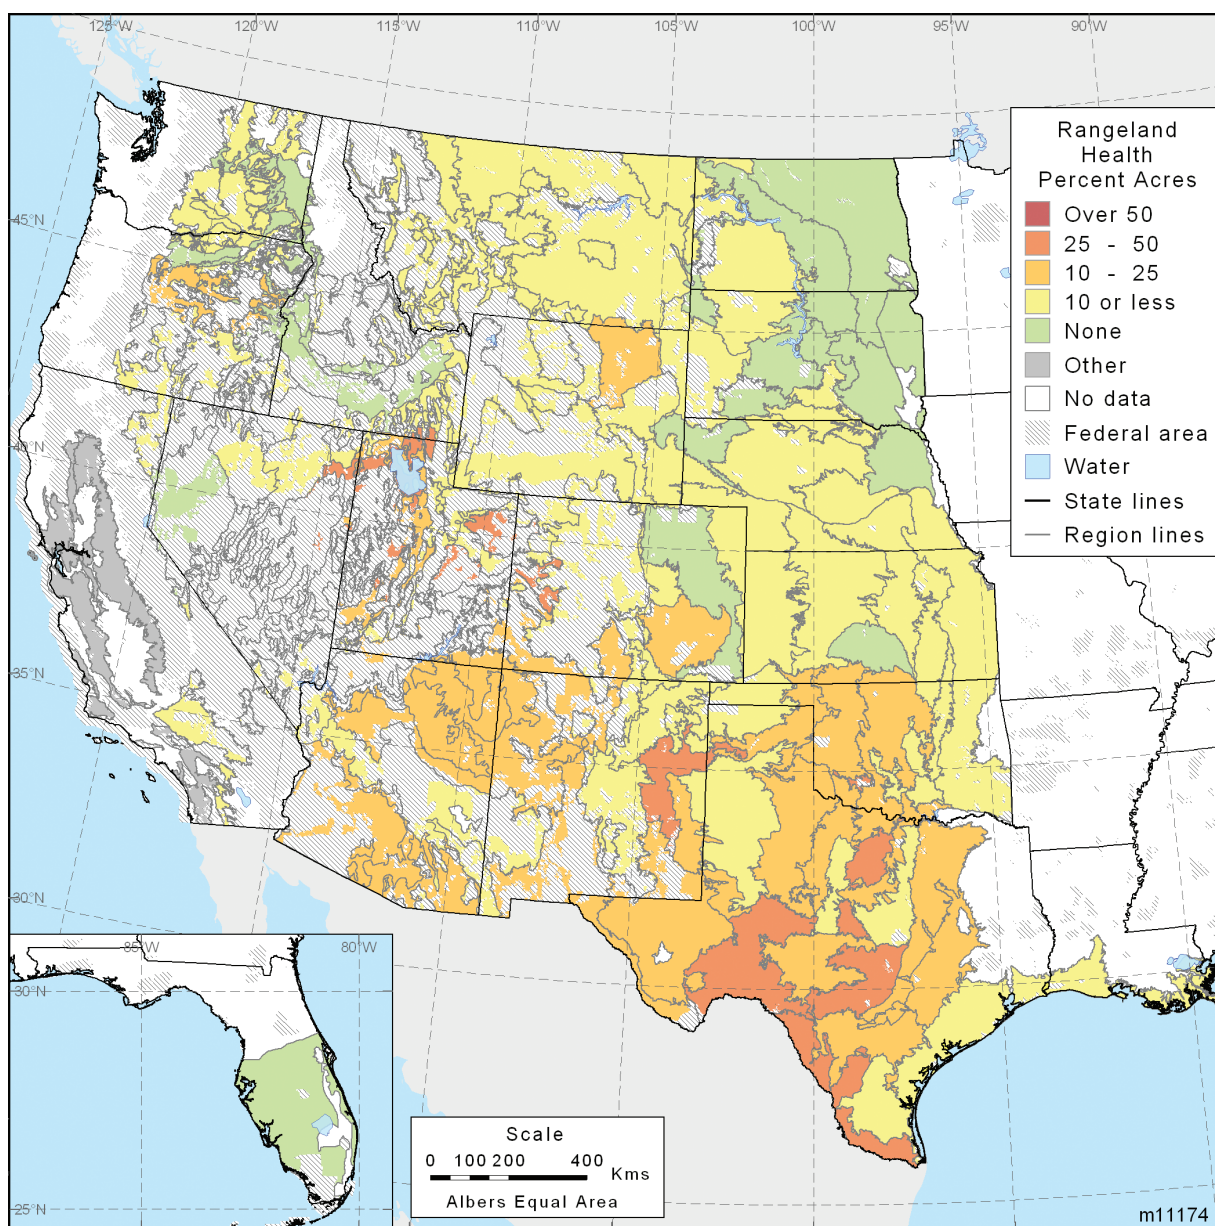 125°W
120°W
115°W
110°W
105°W
100°W
95°W
90°W
45°N
40°N
35°N
30°N
Rangeland
Health
Percent Acres
Over 50
25 - 50
10 - 25
10 or less
None
Other
No data
Federal area
Water
State lines
Region lines
85°W
80°W
30°N
25°N
Scale
0 100 200 400 Kms
Albers Equal Area
m11174